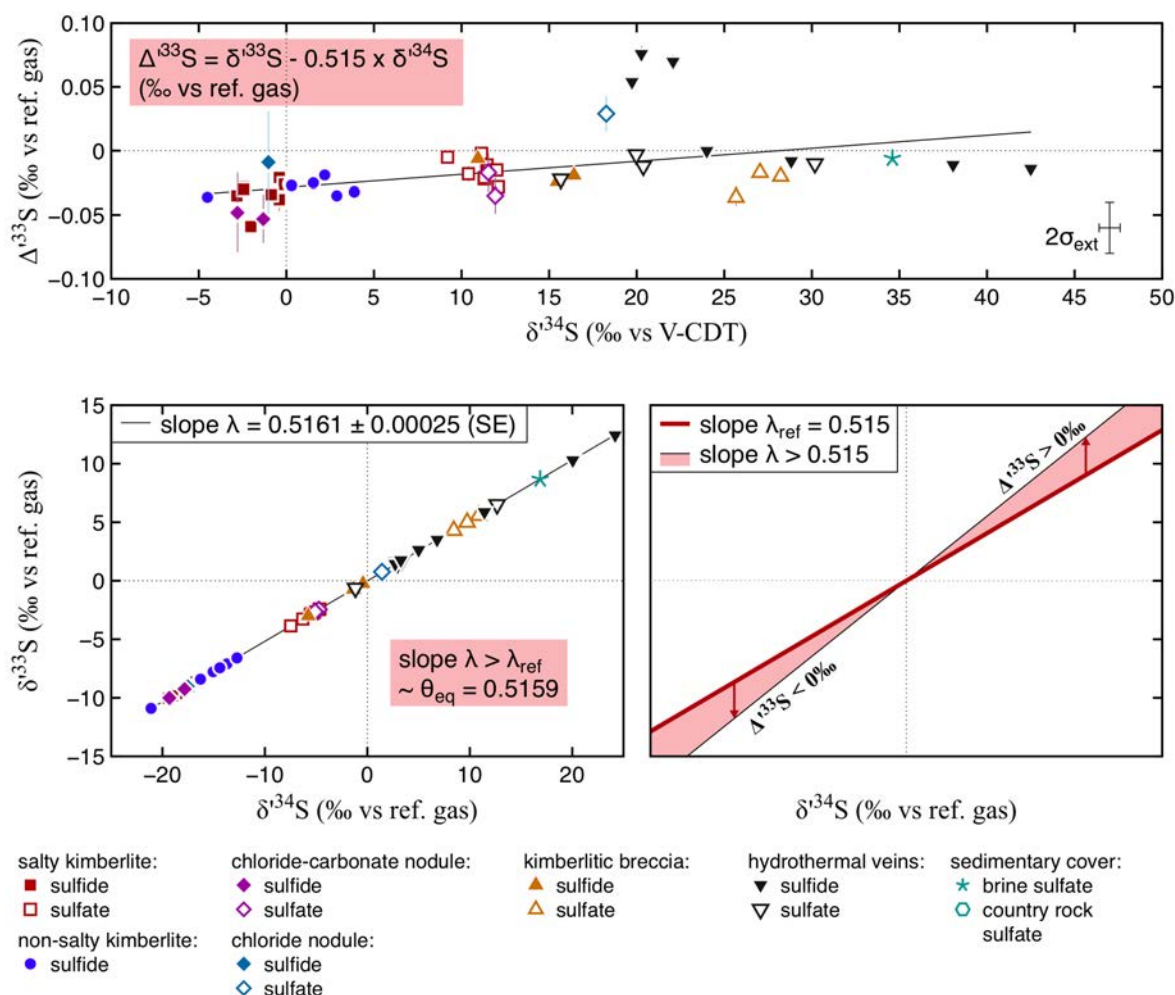 Δ'³³S (‰ vs ref. gas)
0.10
0.05
0
−0.05
−0.10
Δ'³³S = δ'³³S - 0.515 x δ'³⁴S
(‰ vs ref. gas)
2σext
−10 −5 0 5 10 15 20 25 30 35 40 45 50
δ'³⁴S (‰ vs V-CDT)
δ'³³S (‰ vs ref. gas)
15
10
5
0
−5
−10
−15
slope λ = 0.5161 ± 0.00025 (SE)
slope λ > λref
~ θeq = 0.5159
−20 −10 0 10 20
δ'³⁴S (‰ vs ref. gas)
slope λref = 0.515
slope λ > 0.515
Δ'³³S > 0‰
Δ'³³S < 0‰
δ'³⁴S (‰ vs ref. gas)
salty kimberlite:
sulfide
sulfate
non-salty kimberlite:
sulfide
chloride-carbonate nodule:
sulfide
sulfate
chloride nodule:
sulfide
sulfate
kimberlitic breccia:
sulfide
sulfate
hydrothermal veins:
sulfide
sulfate
sedimentary cover:
brine sulfate
country rock
sulfate